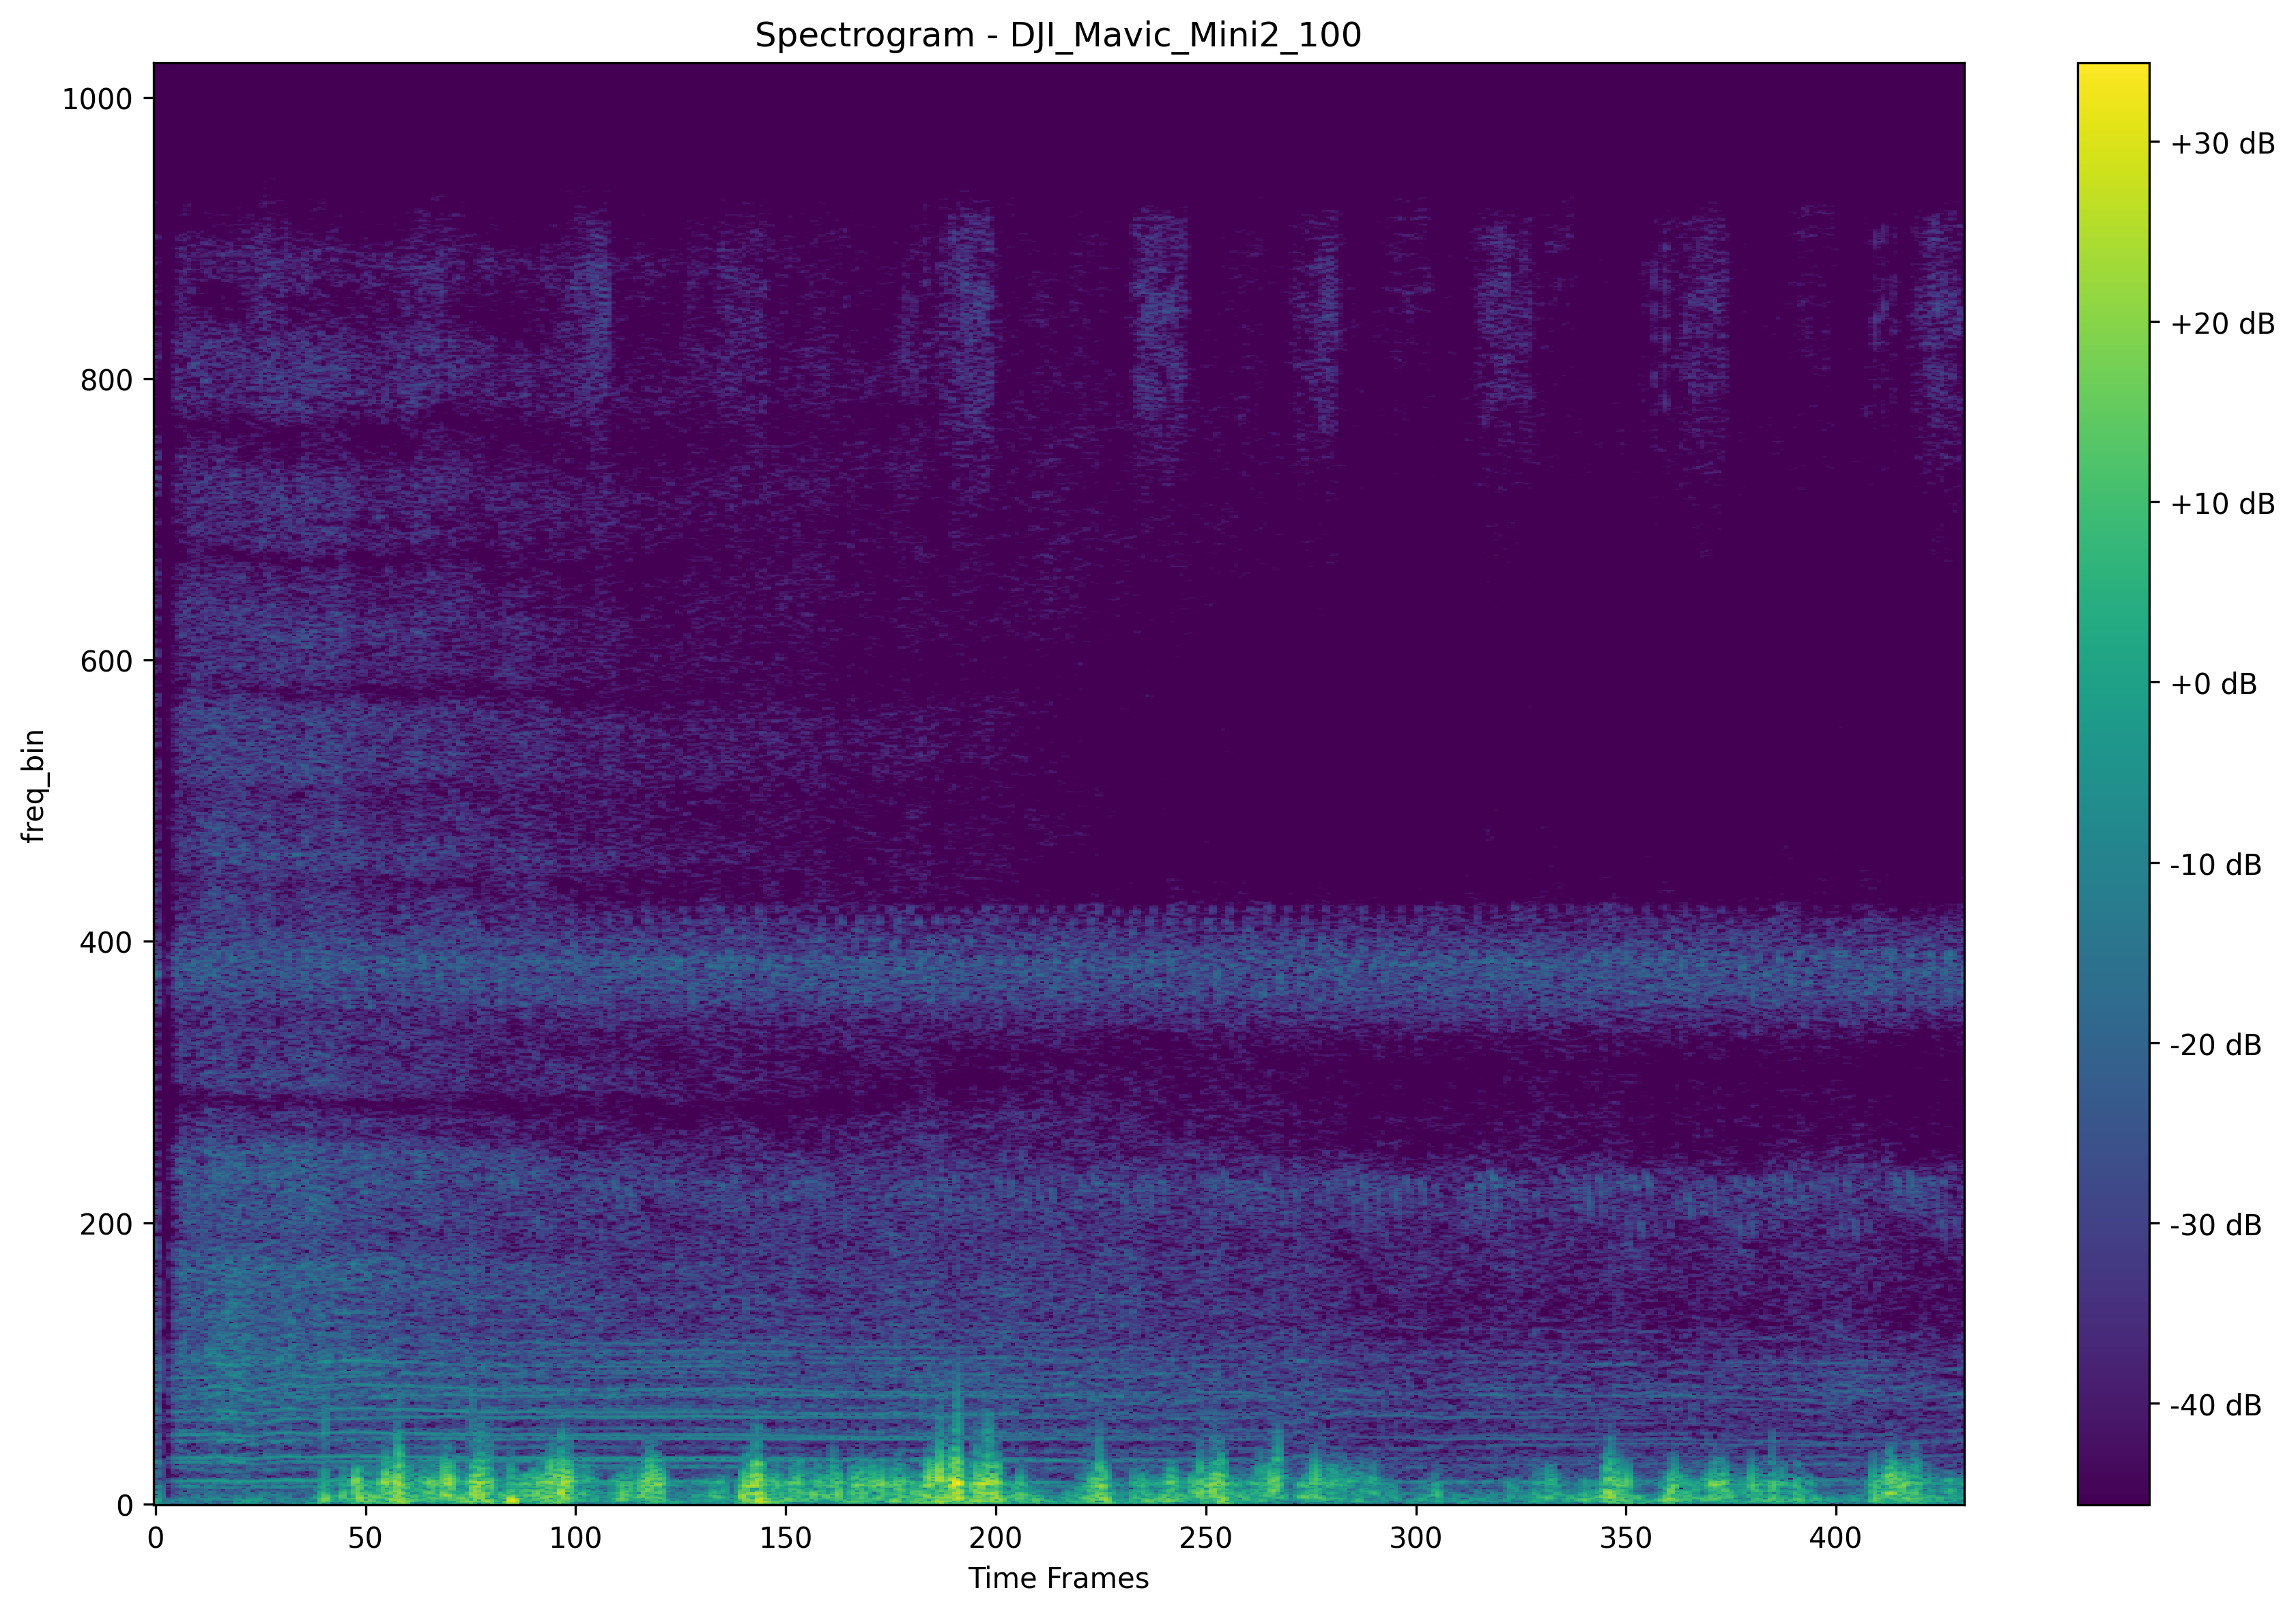 Spectrogram - DJI_Mavic_Mini2_100
1000
800
600
400
200
0
freq_bin
0 50 100 150 200 250 300 350 400
Time Frames
+30 dB
+20 dB
+10 dB
+0 dB
-10 dB
-20 dB
-30 dB
-40 dB